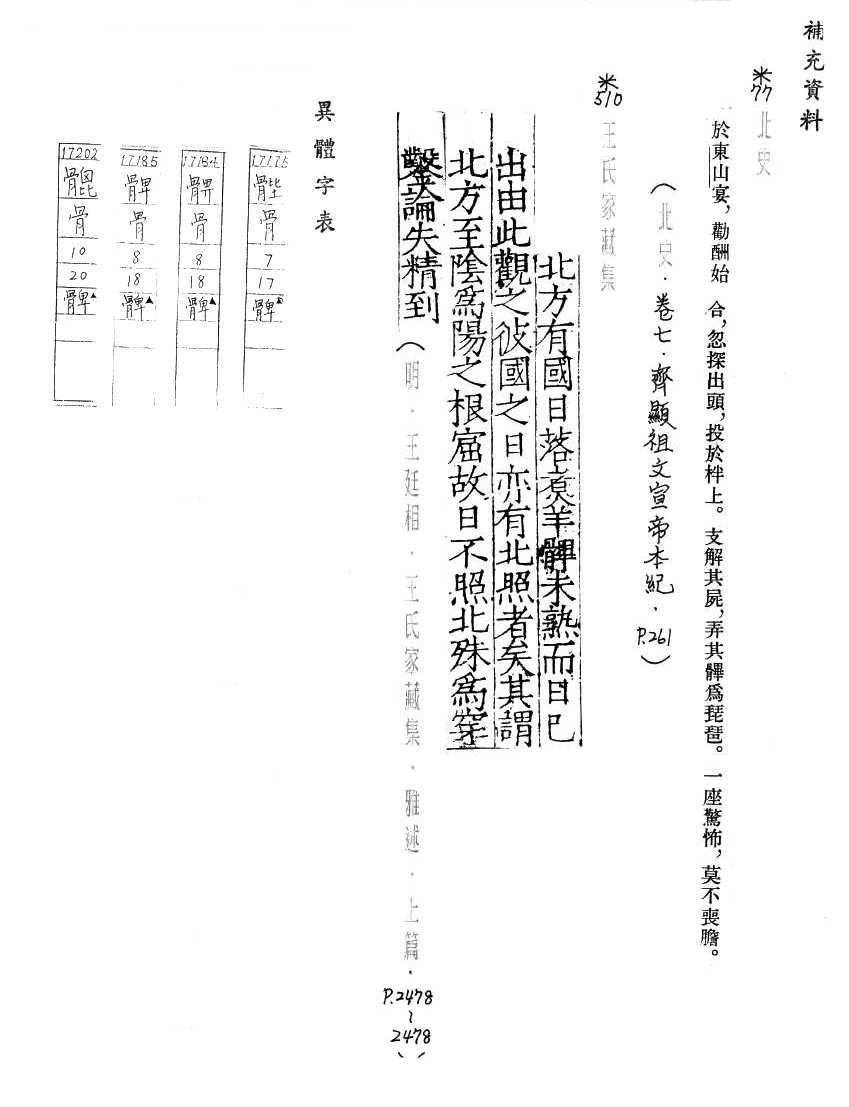 補充資料
※77
北史
於東山宴，勸酬始合，忽探出頭，投於柈上。支解其屍，弄其髀爲琵琶。一座驚怖，莫不喪膽。
（北史．卷七．齊顯祖文宣帝本紀．P.261）
※510
王氏家藏集
北方有國日落煑羊髀未熟而日已
出由此觀之彼國之日亦有北照者矣其謂
北方至陰爲陽之根窟故日不照北殊爲穿
鑿論失精到
（明．王廷相．王氏家藏集．雅述．上篇．P.2478~2478）
異體字表
17175
骨
7
17
髀
17184
骨
8
18
髀
17185
髀
骨
8
18
髀
17202
骨
10
20
髀